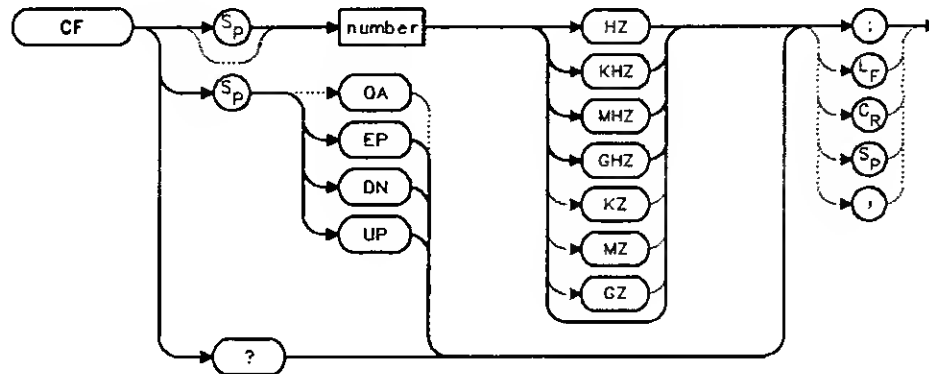 CF
Sp
number
HZ
;
KHZ
LF
Sp
OA
MHZ
CR
EP
GHZ
Sp
DN
KZ
,
UP
MZ
GZ
?